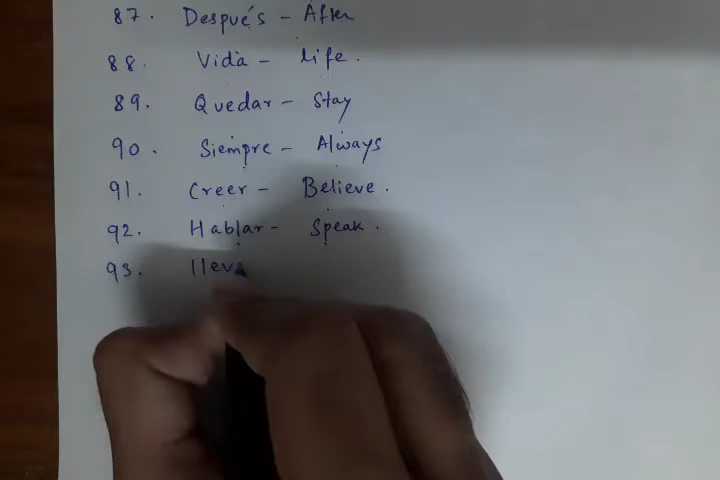 87. Después - After
88. Vida - life.
89. Quedar - Stay
90. Siempre - Always
91. Creer - Believe.
92. Hablar - Speak.
93. lleva